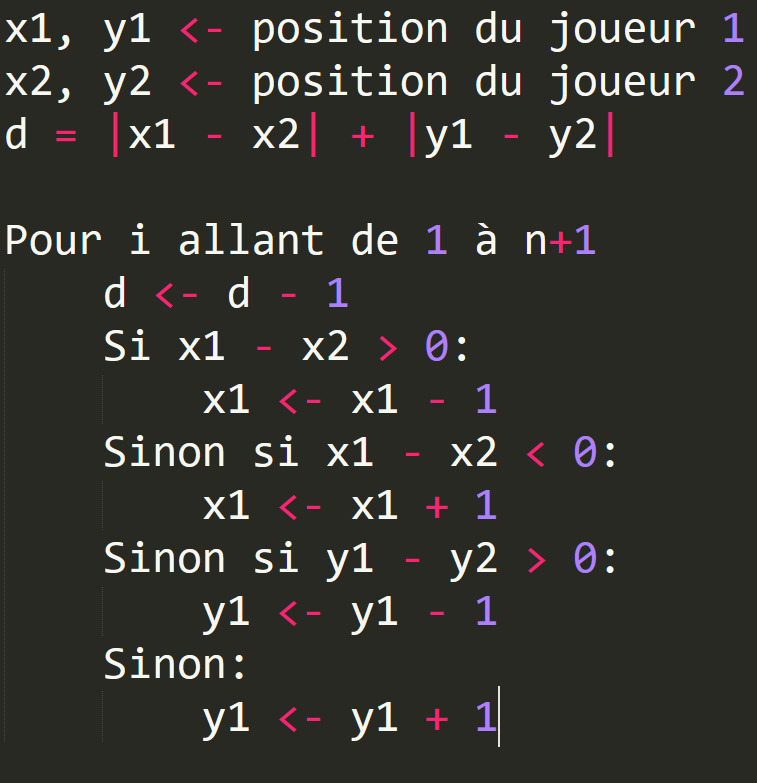 x1, y1 <- position du joueur 1
x2, y2 <- position du joueur 2
d = |x1 - x2| + |y1 - y2|
Pour i allant de 1 à n+1
d <- d - 1
Si x1 - x2 > 0:
x1 <- x1 - 1
Sinon si x1 - x2 < 0:
x1 <- x1 + 1
Sinon si y1 - y2 > 0:
y1 <- y1 - 1
Sinon:
y1 <- y1 + 1